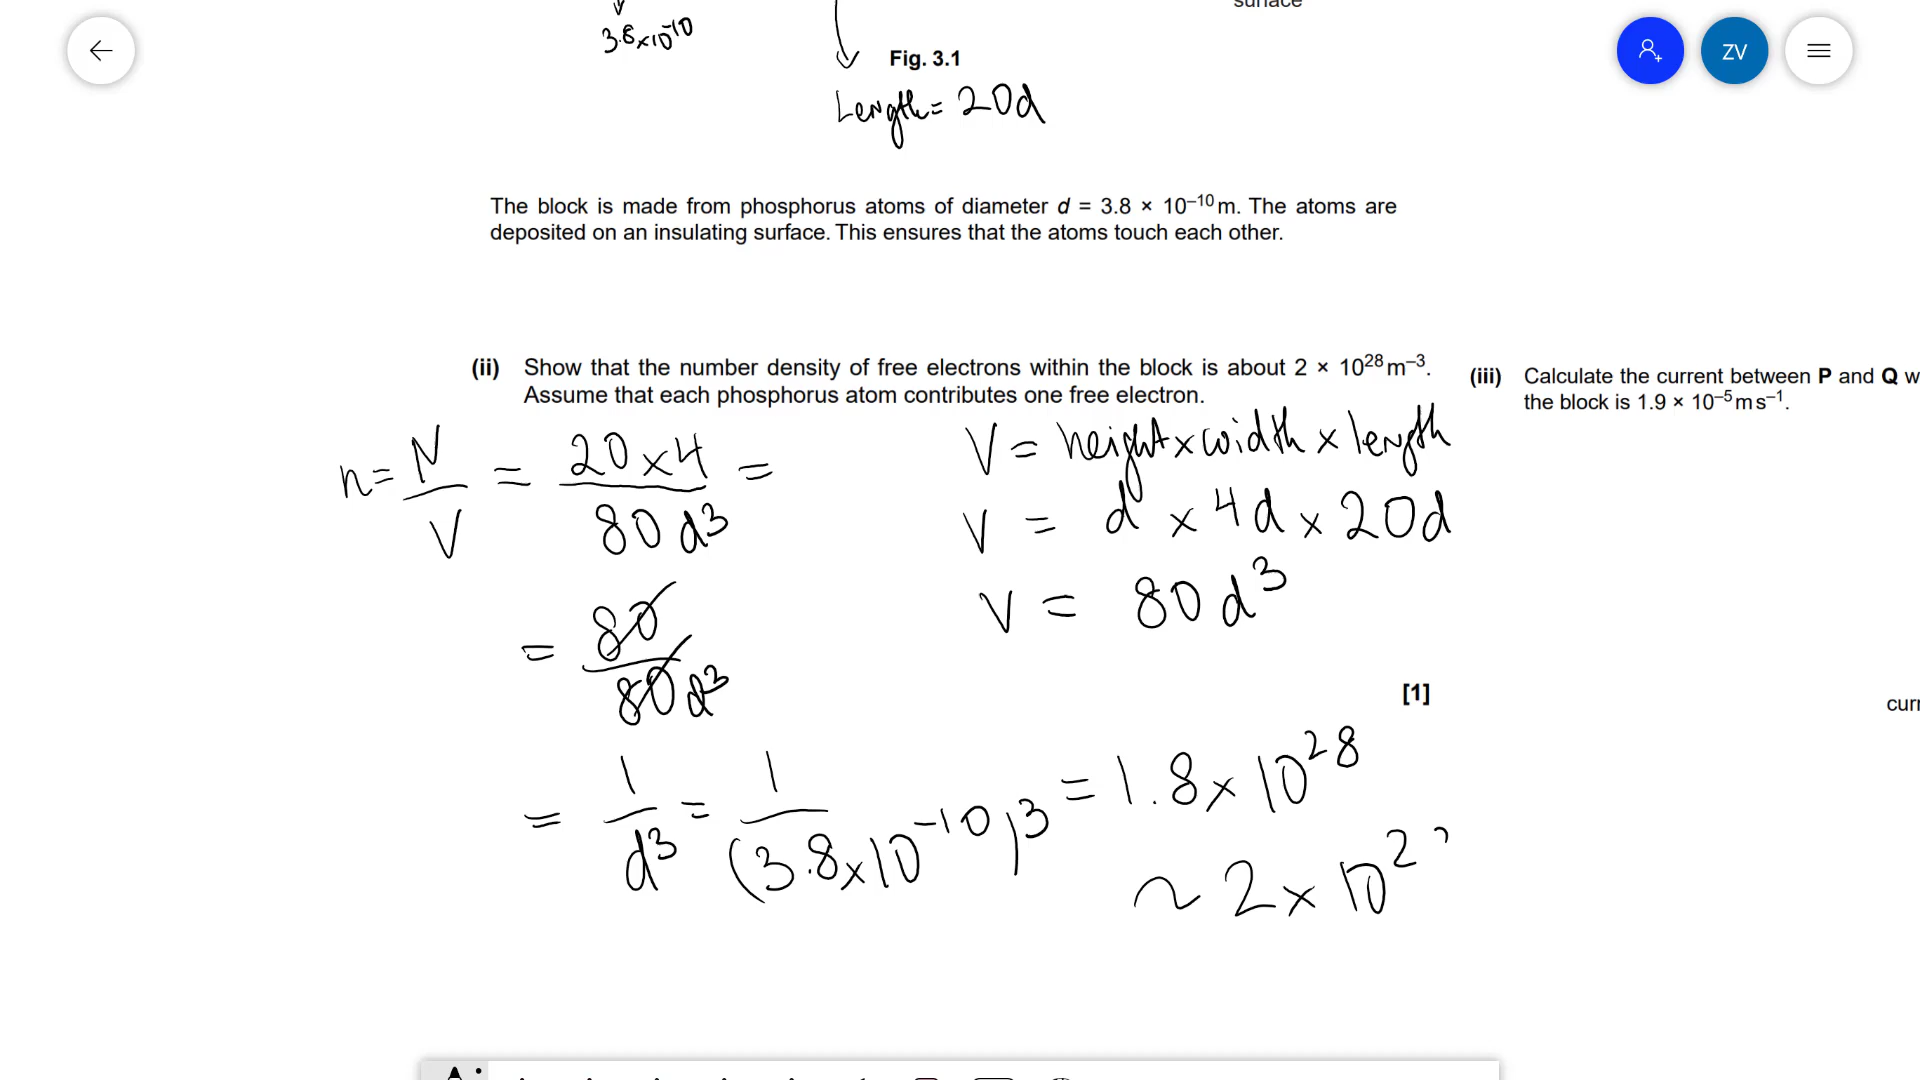 surface
3.8×10⁻¹⁰
Fig. 3.1
ZV
Length = 20d
The block is made from phosphorus atoms of diameter d = 3.8 × 10⁻¹⁰ m. The atoms are
deposited on an insulating surface. This ensures that the atoms touch each other.
(ii) Show that the number density of free electrons within the block is about 2 × 10²⁸ m⁻³.
Assume that each phosphorus atom contributes one free electron.
(iii) Calculate the current between P and Q w
the block is 1.9 × 10⁻⁵ m s⁻¹.
n = N/V = 20×4 / 80d³ =
= 80 / 80d³
V = height × width × length
V = d × 4d × 20d
V = 80d³
[1]
curr
= 1/d³ = 1/(3.8×10⁻¹⁰)³ = 1.8×10²⁸
~ 2×10²